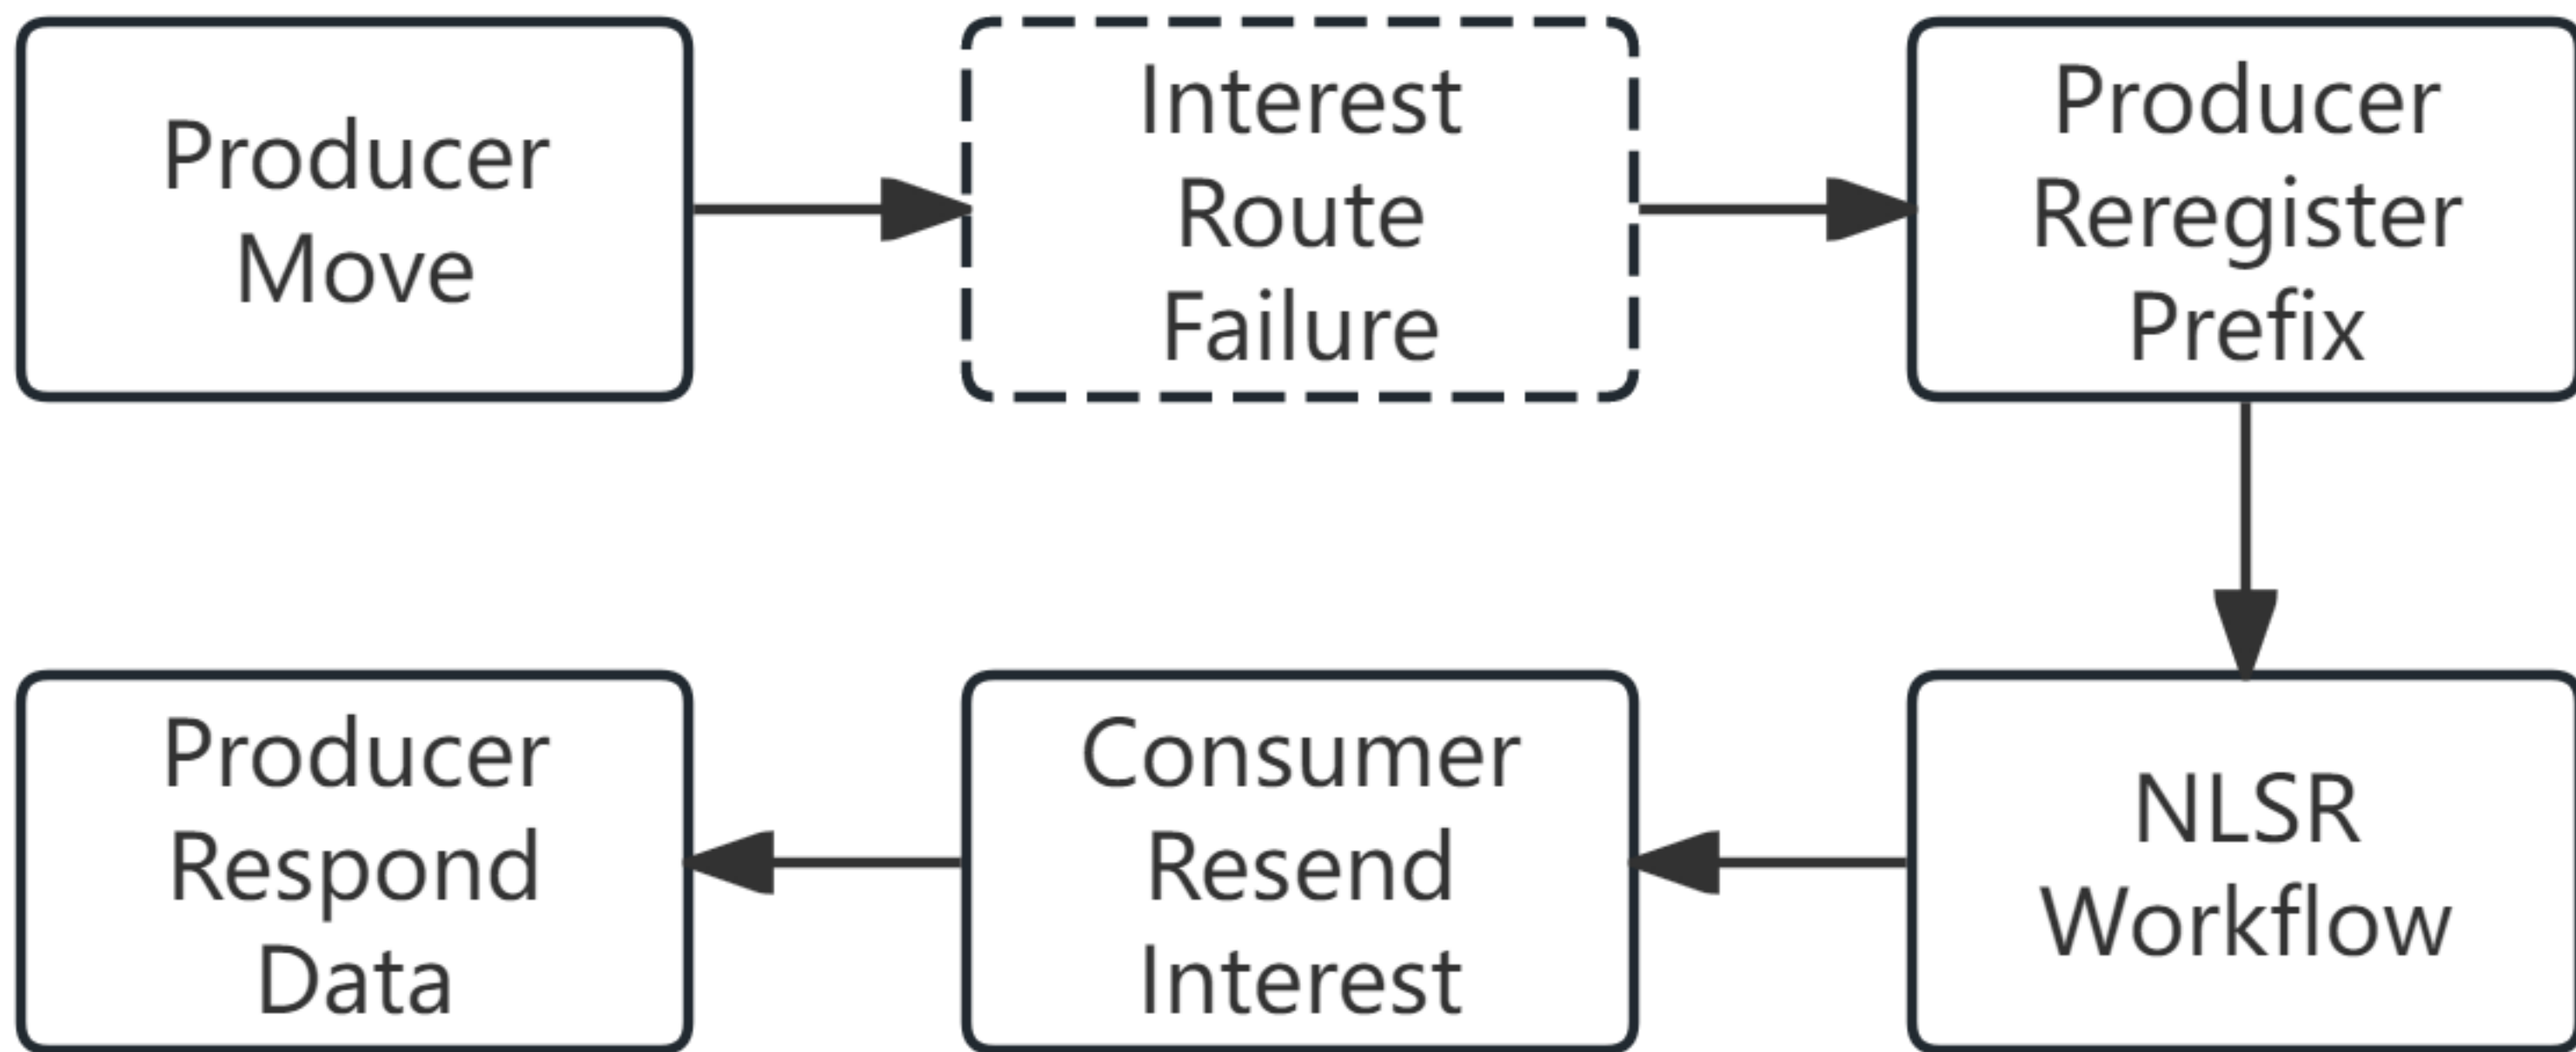 Producer
Move
Interest
Route
Failure
Producer
Reregister
Prefix
NLSR
Workflow
Consumer
Resend
Interest
Producer
Respond
Data